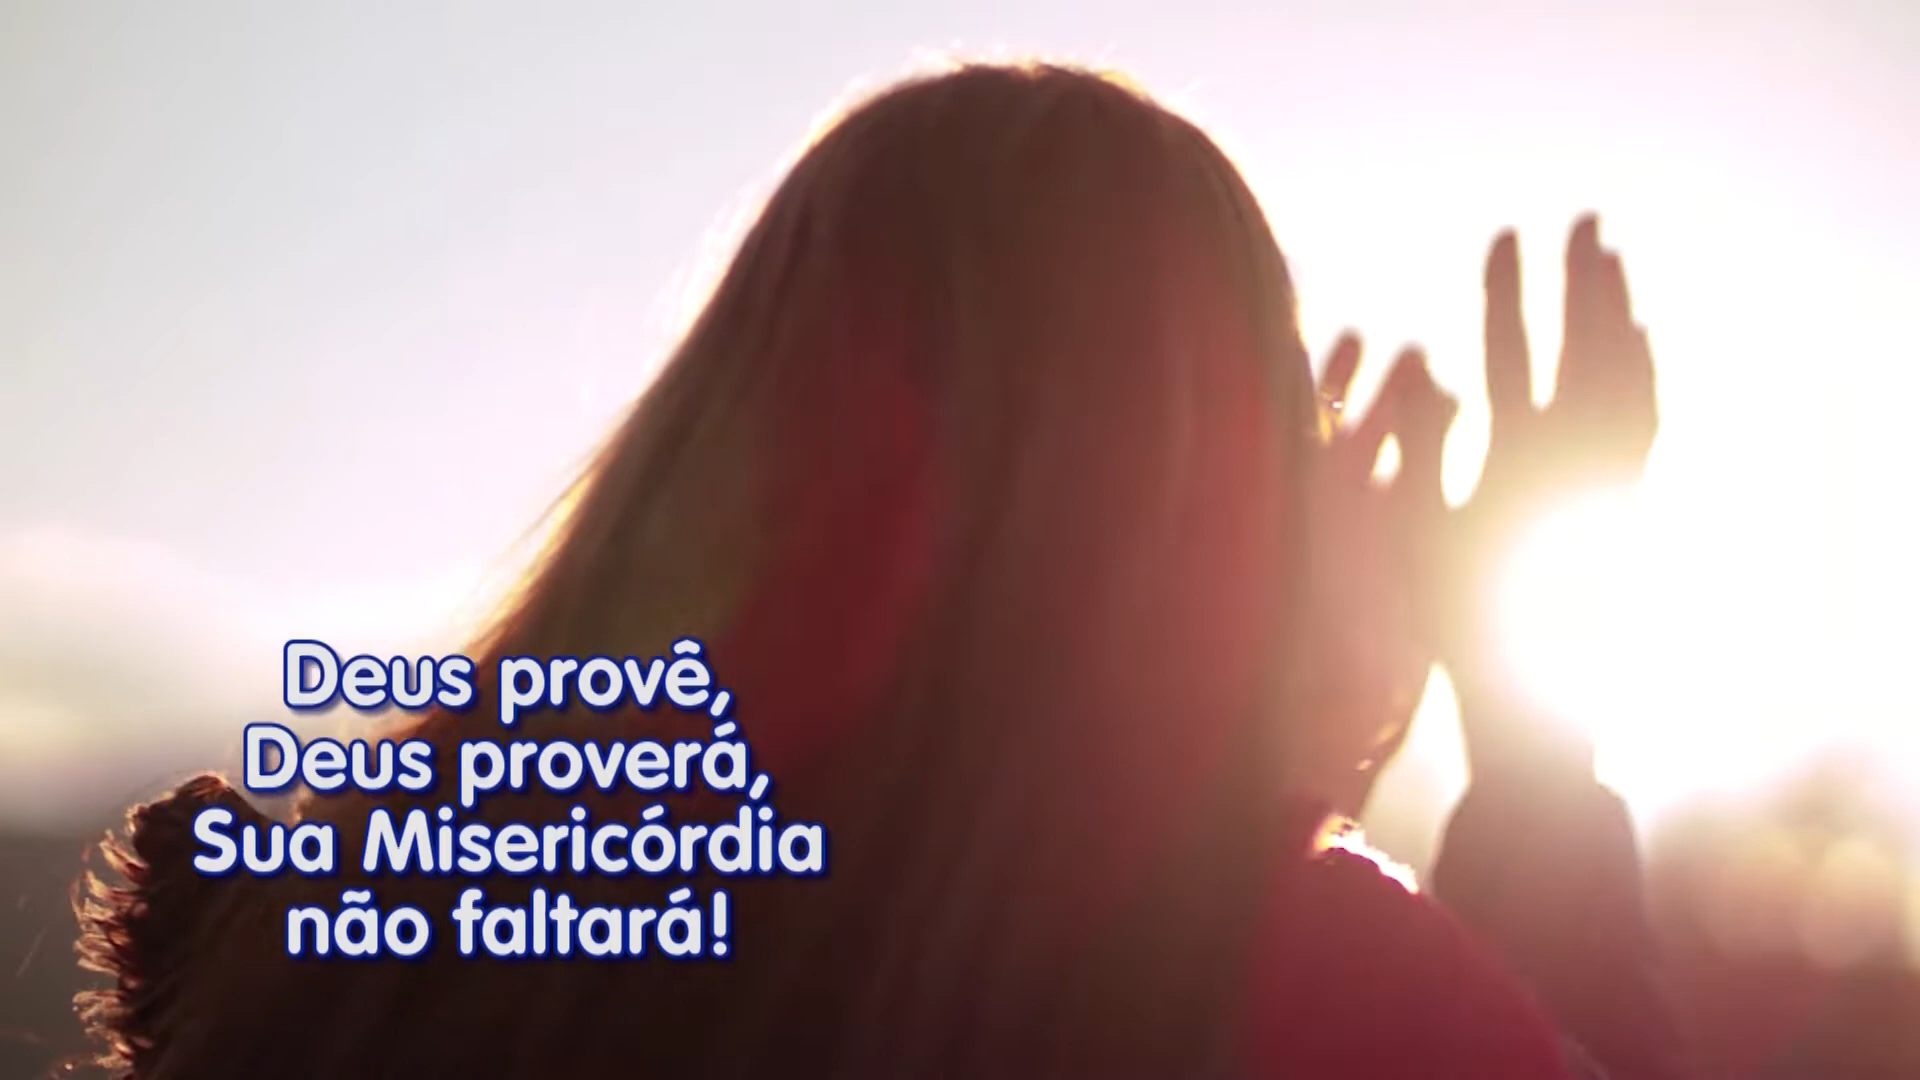 Deus provê,
Deus proverá,
Sua Misericórdia
não faltará!